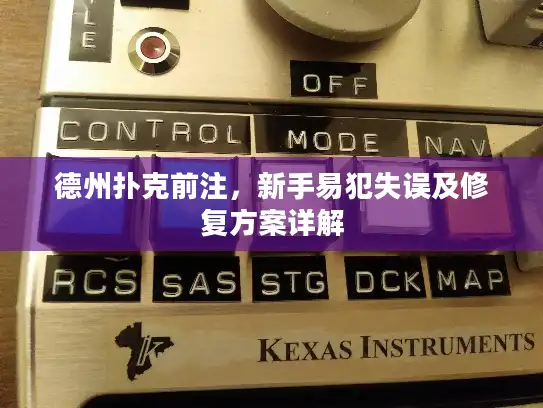 YLE
OFF
CONTROL MODE NAV
德州扑克前注，新手易犯失误及修
复方案详解
RCS SAS STG DCK MAP
K KEXAS INSTRUMENTS